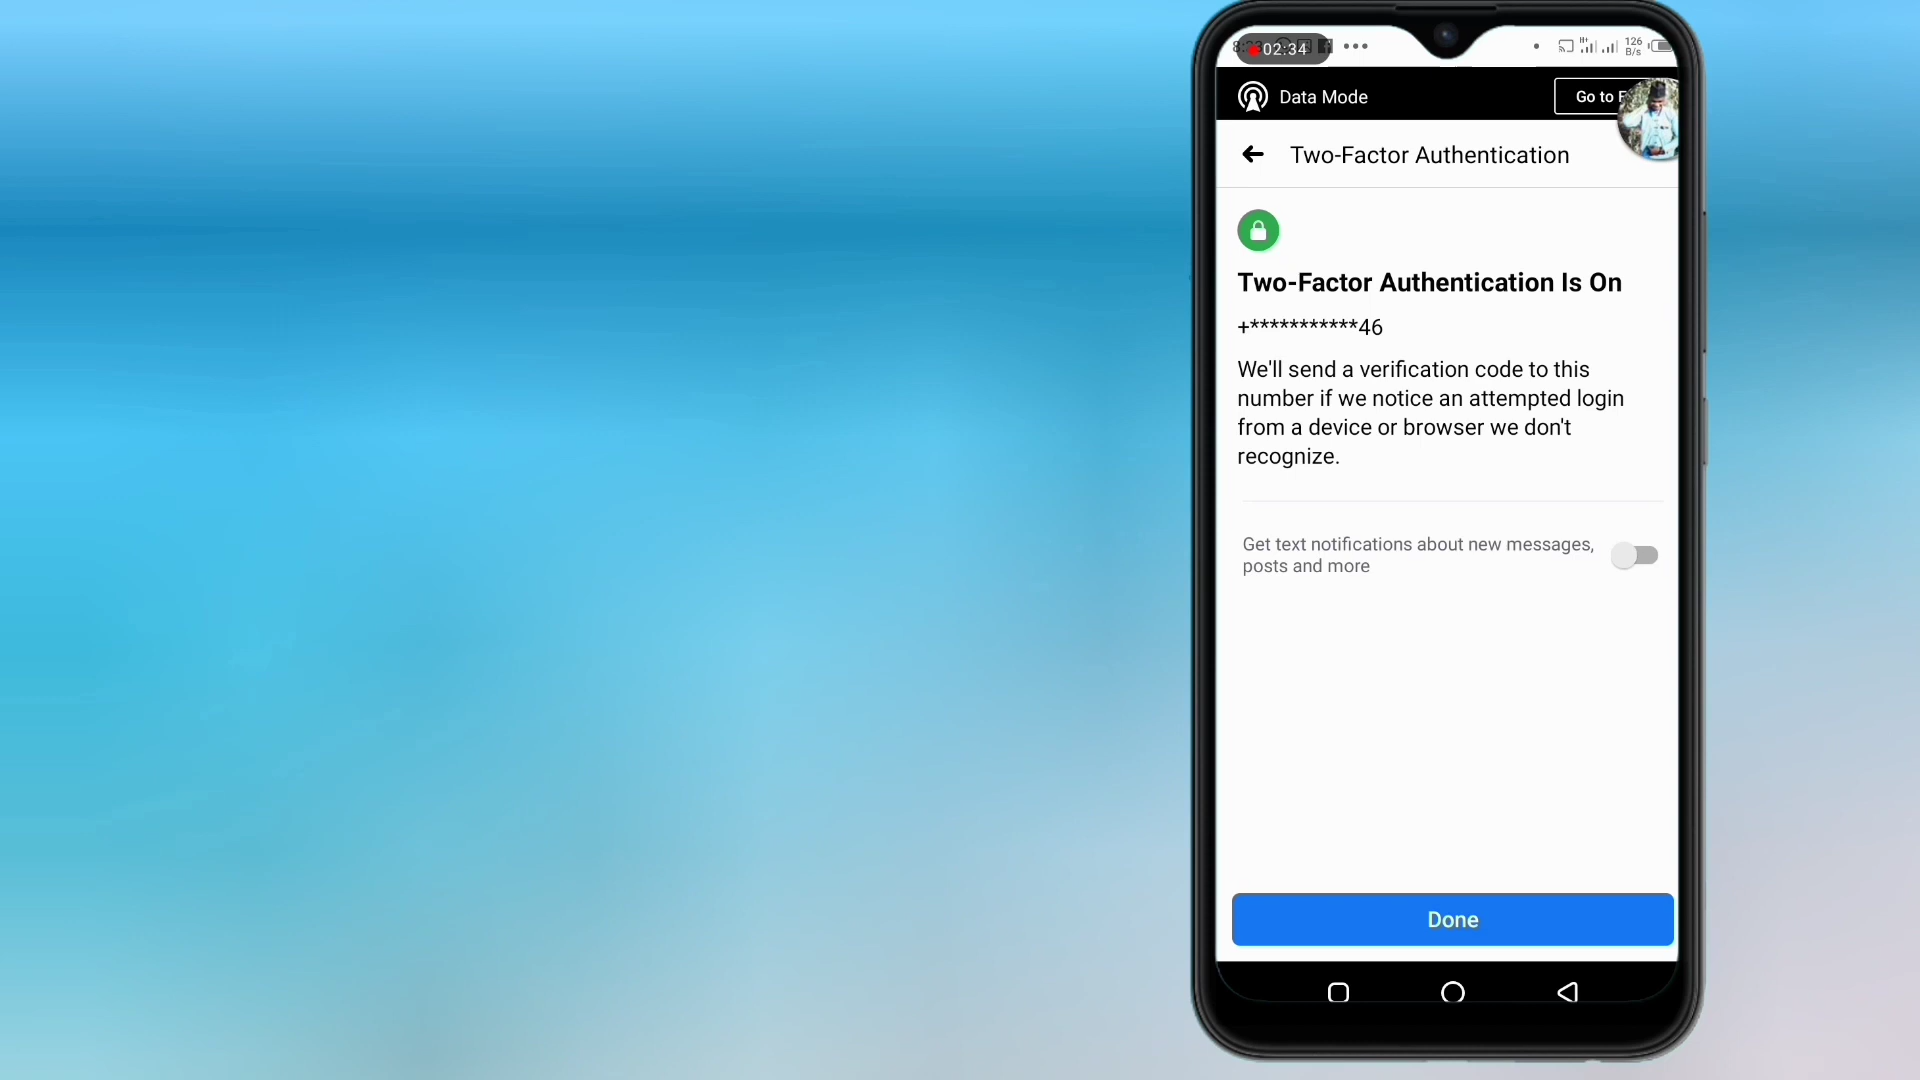 02:34
126
B/s
Data Mode
Go to
Two-Factor Authentication
Two-Factor Authentication Is On
+***********46
We'll send a verification code to this
number if we notice an attempted login
from a device or browser we don't
recognize.
Get text notifications about new messages,
posts and more
Done